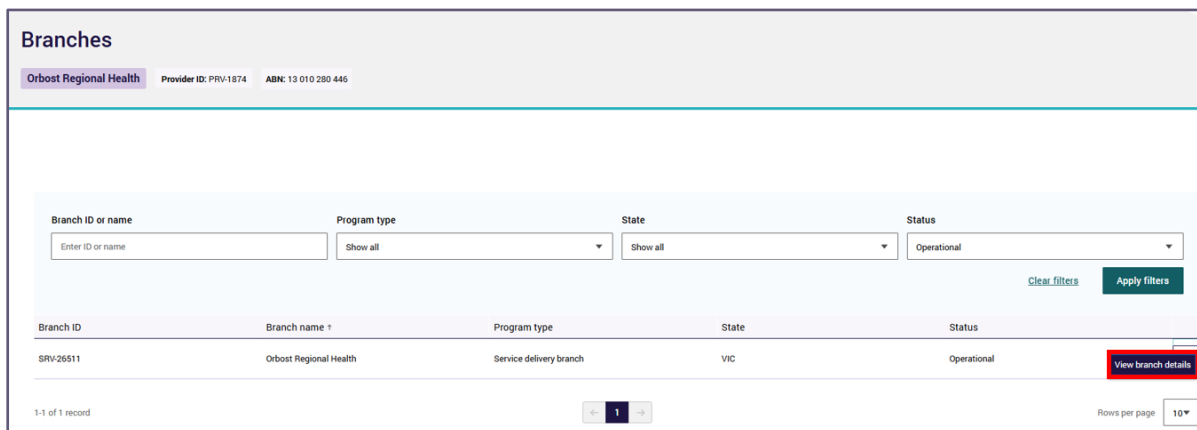 Branches
Orbost Regional Health Provider ID: PRV-1874 ABN: 13 010 280 446
Branch ID or name Program type State Status
Enter ID or name Show all Show all Operational
Clear filters Apply filters
Branch ID Branch name ↑ Program type State Status
SRV-26511 Orbost Regional Health Service delivery branch VIC Operational View branch details
1-1 of 1 record ← 1 → Rows per page 10